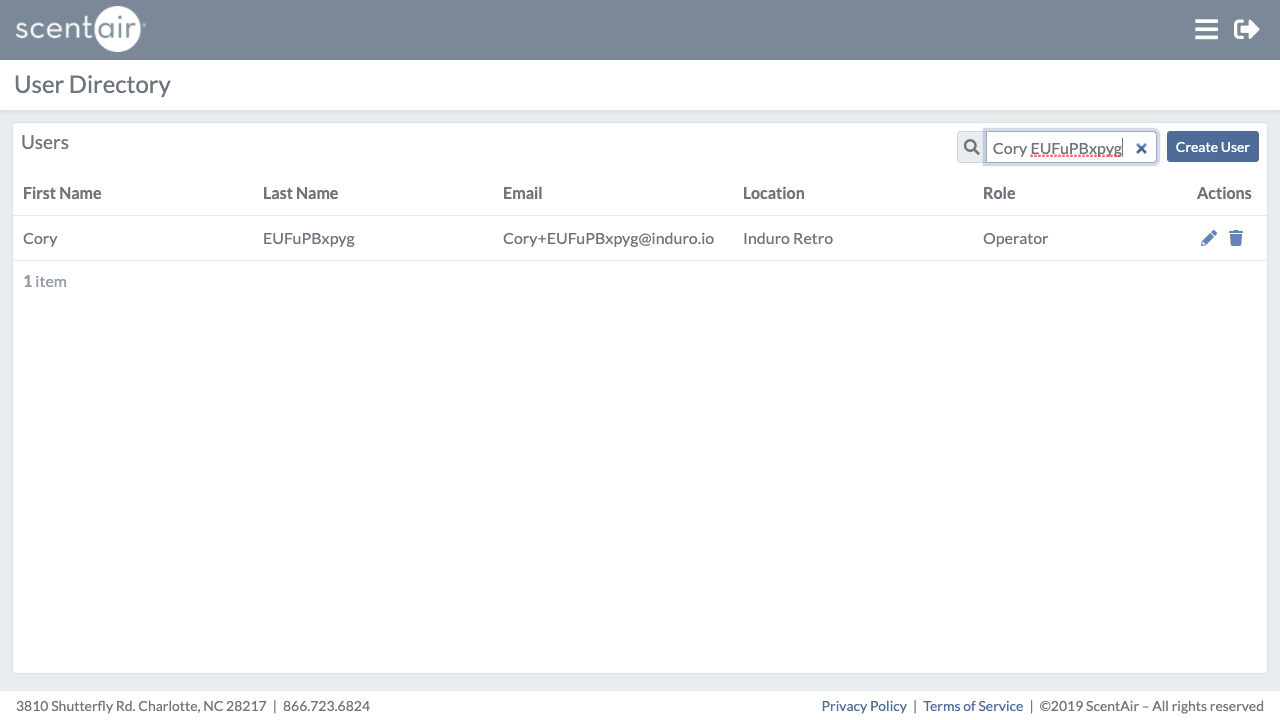 scentair
User Directory
Users
Cory EUFuPBxpyg
Create User
First Name Last Name Email Location Role Actions
Cory EUFuPBxpyg Cory+EUFuPBxpyg@induro.io Induro Retro Operator
1 item
3810 Shutterfly Rd. Charlotte, NC 28217 | 866.723.6824
Privacy Policy | Terms of Service | ©2019 ScentAir – All rights reserved